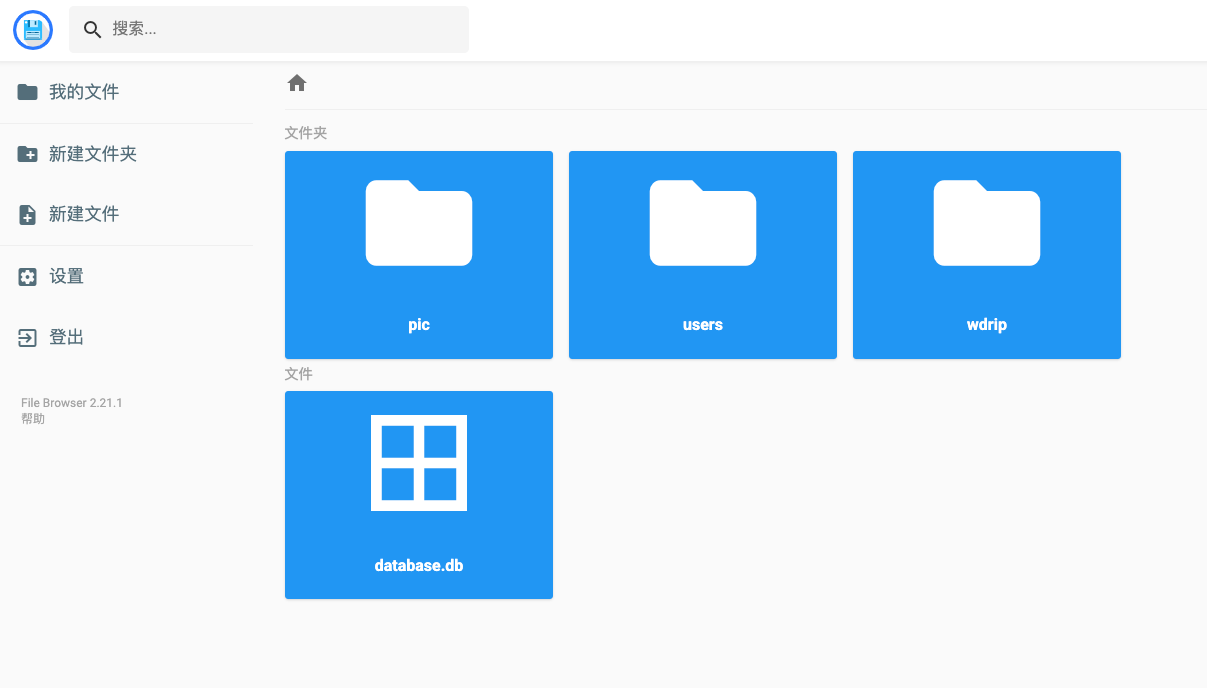 搜索...
我的文件
新建文件夹
新建文件
设置
登出
File Browser 2.21.1
帮助
文件夹
pic
users
wdrip
文件
database.db